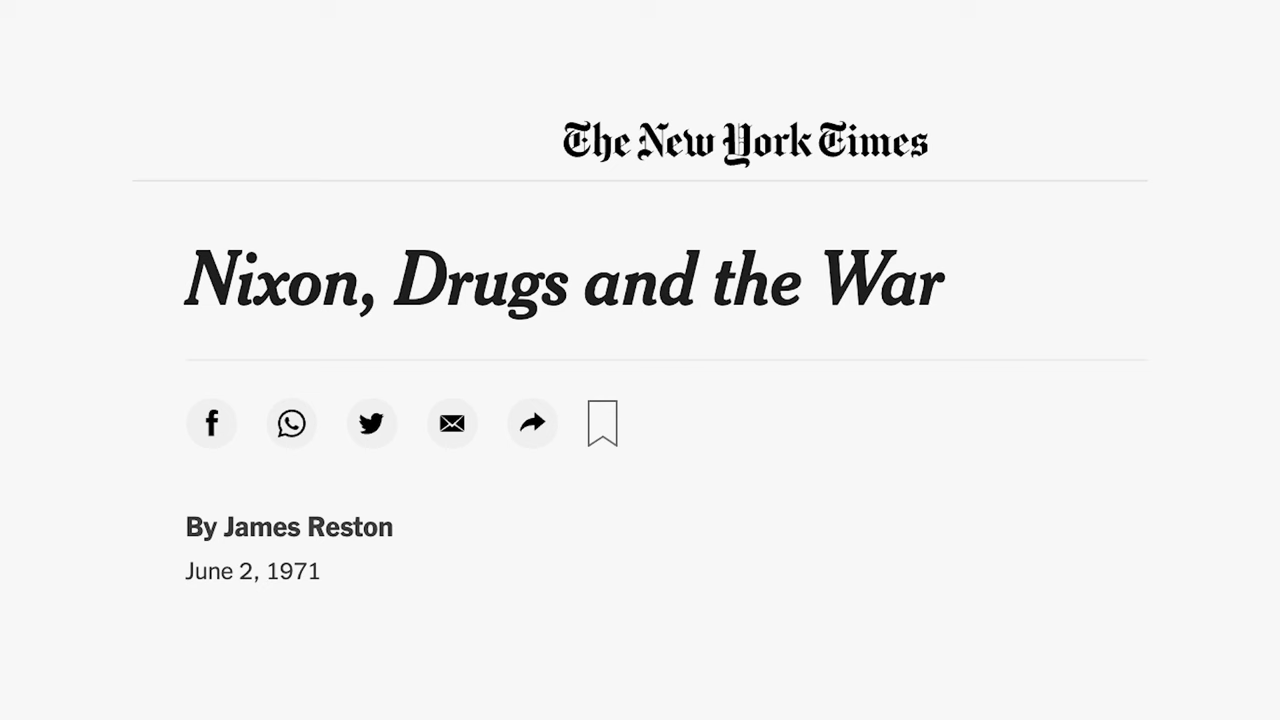 The New York Times
Nixon, Drugs and the War
By James Reston
June 2, 1971